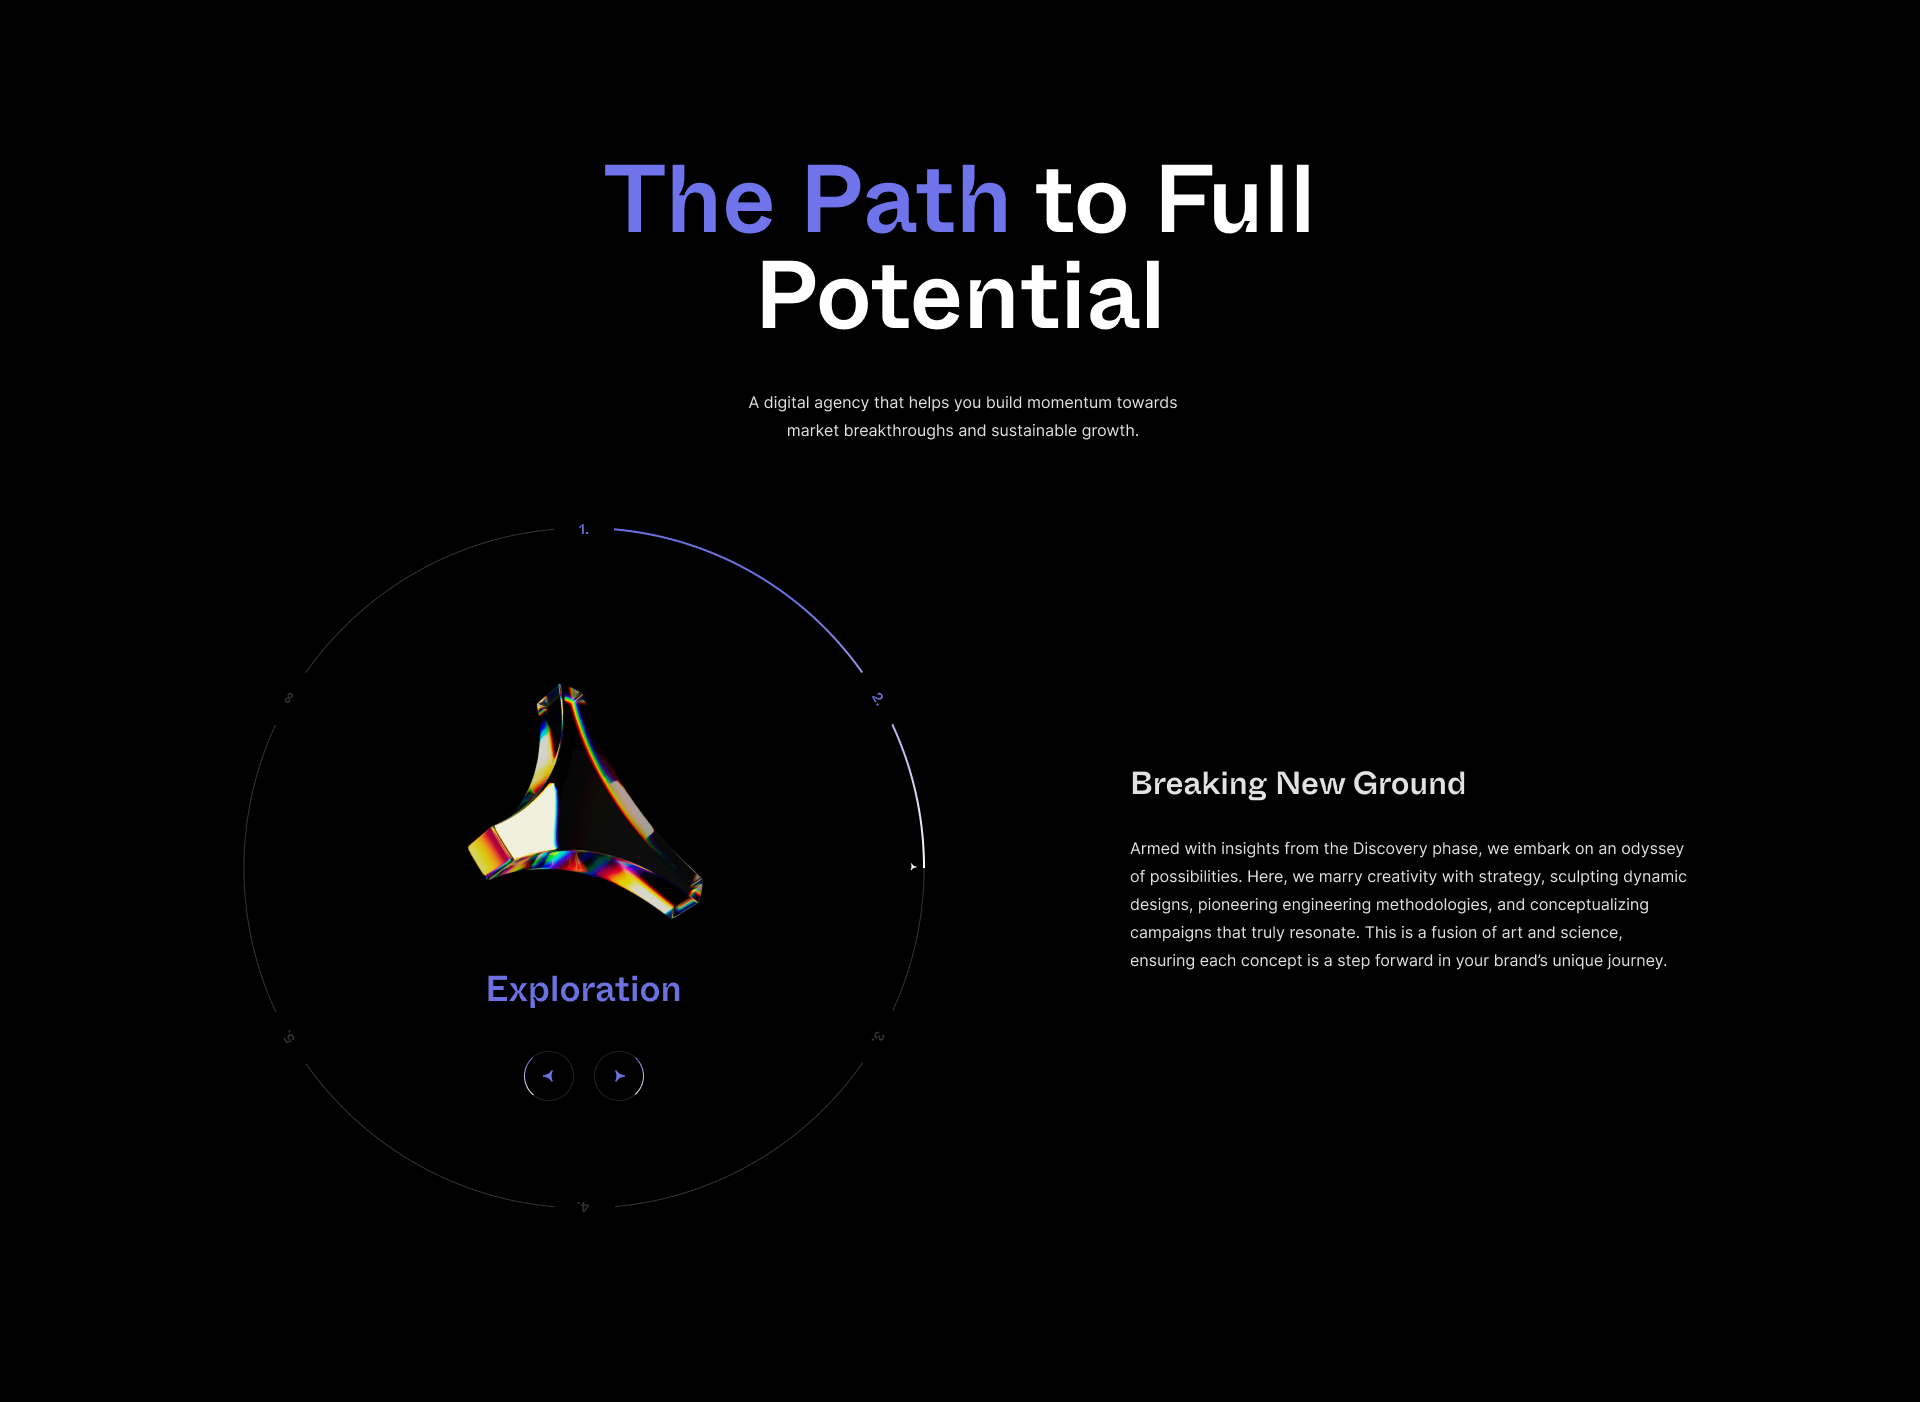 The Path to Full
Potential
A digital agency that helps you build momentum towards
market breakthroughs and sustainable growth.
1.
2.
8
3.
5.
4.
Exploration
Breaking New Ground
Armed with insights from the Discovery phase, we embark on an odyssey
of possibilities. Here, we marry creativity with strategy, sculpting dynamic
designs, pioneering engineering methodologies, and conceptualizing
campaigns that truly resonate. This is a fusion of art and science,
ensuring each concept is a step forward in your brand’s unique journey.